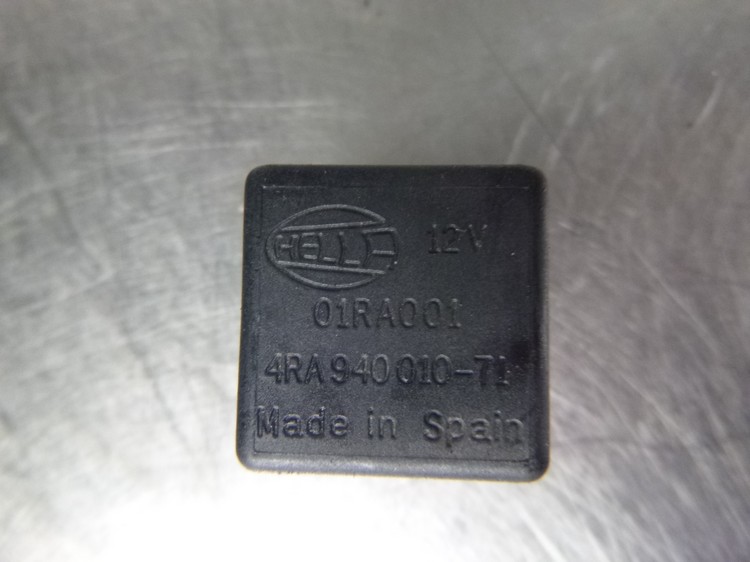 HELLA 12V
01RA001
4RA 940 010-71
Made in Spain